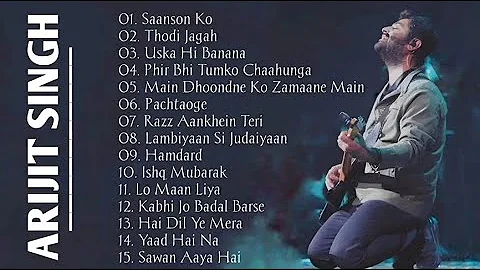 ARIJIT SINGH
01. Saanson Ko
02. Thodi Jagah
03. Uska Hi Banana
04. Phir Bhi Tumko Chaahunga
05. Main Dhoondne Ko Zamaane Main
06. Pachtaoge
07. Razz Aankhein Teri
08. Lambiyaan Si Judaiyaan
09. Hamdard
10. Ishq Mubarak
11. Lo Maan Liya
12. Kabhi Jo Badal Barse
13. Hai Dil Ye Mera
14. Yaad Hai Na
15. Sawan Aaya Hai